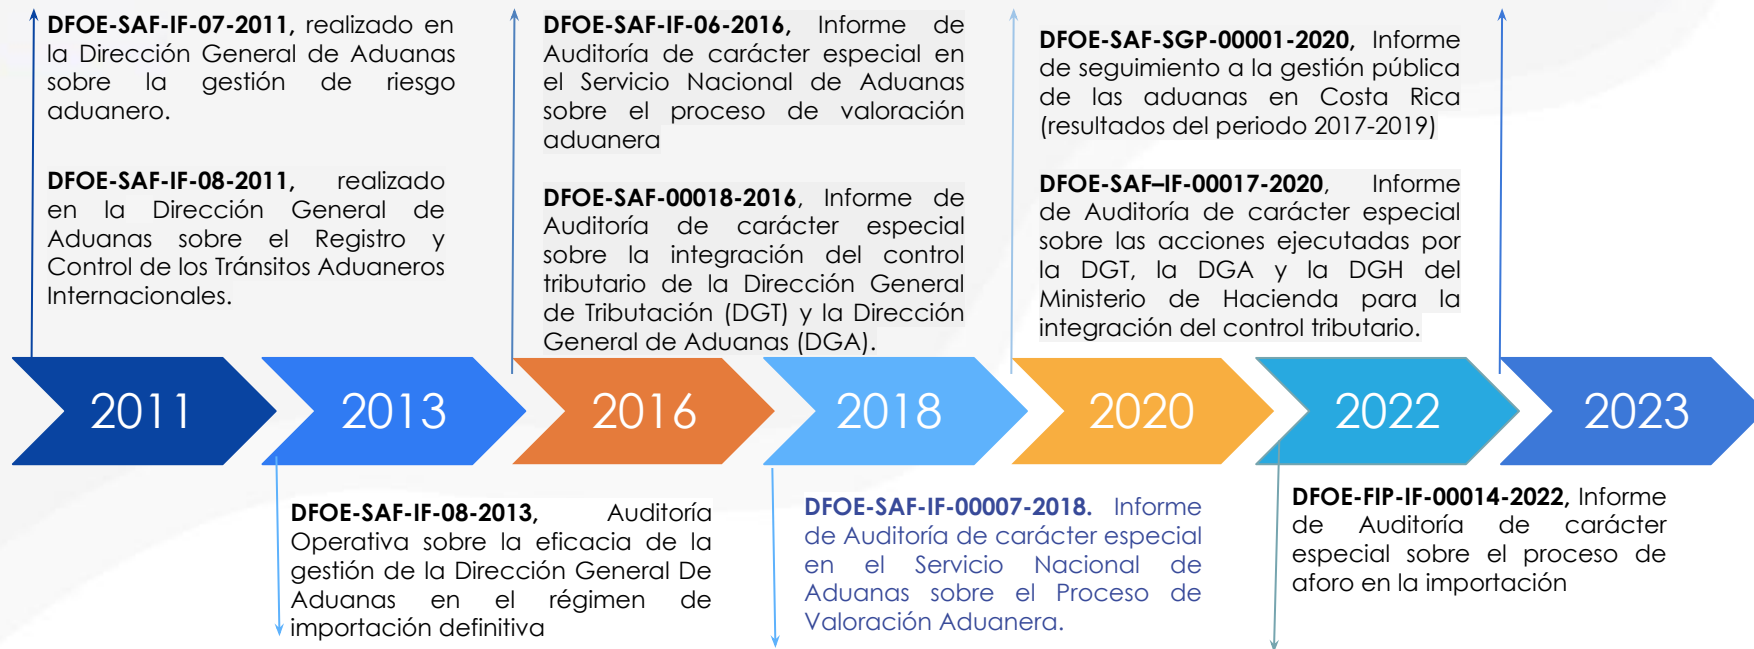 DFOE-SAF-IF-07-2011, realizado en
la Dirección General de Aduanas
sobre la gestión de riesgo
aduanero.
DFOE-SAF-IF-08-2011, realizado
en la Dirección General de
Aduanas sobre el Registro y
Control de los Tránsitos Aduaneros
Internacionales.
DFOE-SAF-IF-06-2016, Informe de
Auditoría de carácter especial en
el Servicio Nacional de Aduanas
sobre el proceso de valoración
aduanera
DFOE-SAF-00018-2016, Informe de
Auditoría de carácter especial
sobre la integración del control
tributario de la Dirección General
de Tributación (DGT) y la Dirección
General de Aduanas (DGA).
DFOE-SAF-SGP-00001-2020, Informe
de seguimiento a la gestión pública
de las aduanas en Costa Rica
(resultados del periodo 2017-2019)
DFOE-SAF–IF-00017-2020, Informe
de Auditoría de carácter especial
sobre las acciones ejecutadas por
la DGT, la DGA y la DGH del
Ministerio de Hacienda para la
integración del control tributario.
2011
2013
2016
2018
2020
2022
2023
DFOE-SAF-IF-08-2013, Auditoría
Operativa sobre la eficacia de la
gestión de la Dirección General De
Aduanas en el régimen de
importación definitiva
DFOE-SAF-IF-00007-2018. Informe
de Auditoría de carácter especial
en el Servicio Nacional de
Aduanas sobre el Proceso de
Valoración Aduanera.
DFOE-FIP-IF-00014-2022, Informe
de Auditoría de carácter
especial sobre el proceso de
aforo en la importación